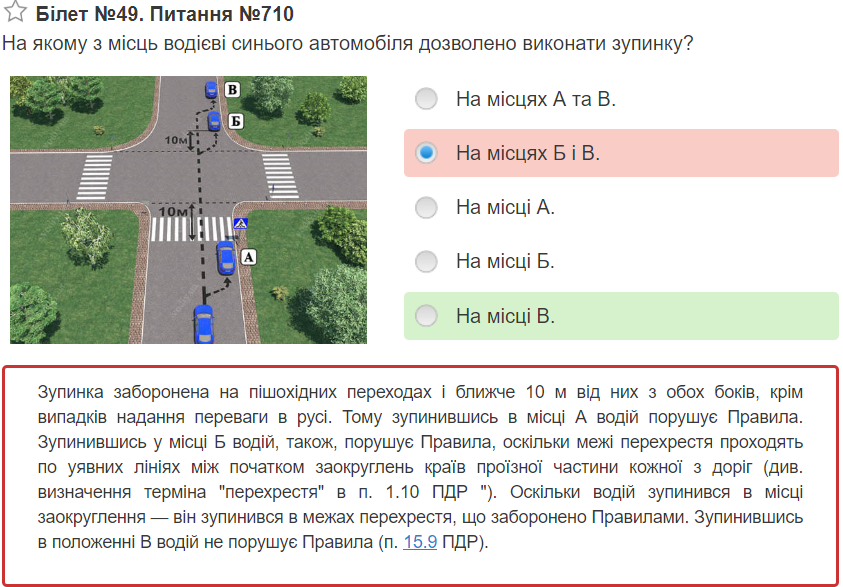 Білет №49. Питання №710
На якому з місць водієві синього автомобіля дозволено виконати зупинку?
В
Б
10м
10м
А
На місцях А та В.
На місцях Б і В.
На місці А.
На місці Б.
На місці В.
Зупинка заборонена на пішохідних переходах і ближче 10 м від них з обох боків, крім
випадків надання переваги в русі. Тому зупинившись в місці А водій порушує Правила.
Зупинившись у місці Б водій, також, порушує Правила, оскільки межі перехрестя проходять
по уявних лініях між початком заокруглень країв проїзної частини кожної з доріг (див.
визначення терміна "перехрестя" в п. 1.10 ПДР "). Оскільки водій зупинився в місці
заокруглення — він зупинився в межах перехрестя, що заборонено Правилами. Зупинившись
в положенні В водій не порушує Правила (п. 15.9 ПДР).